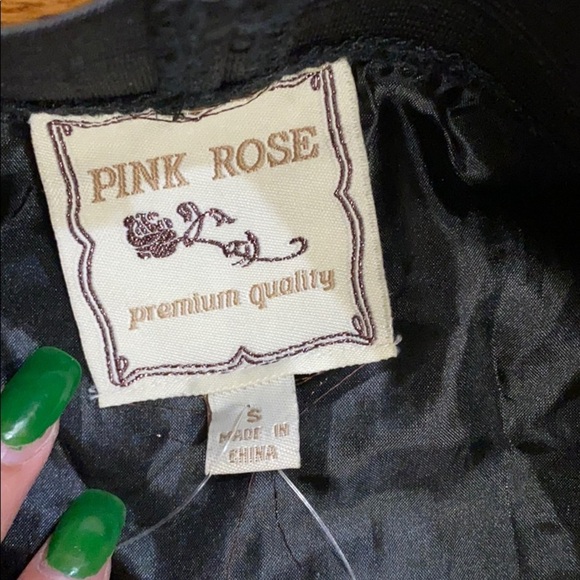 PINK ROSE
premium quality
S
MADE IN
CHINA